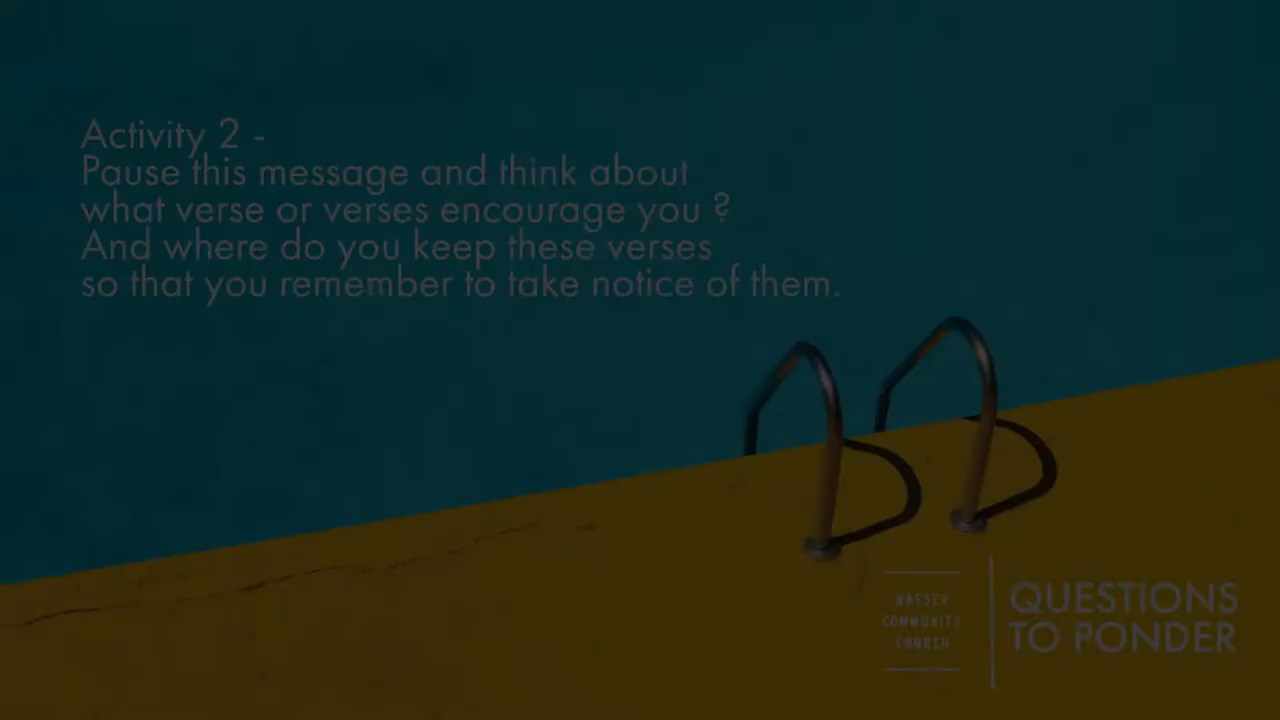 Activity 2 -
Pause this message and think about
what verse or verses encourage you ?
And where do you keep these verses
so that you remember to take notice of them.
MASSEY
COMMUNITY
CHURCH
QUESTIONS
TO PONDER